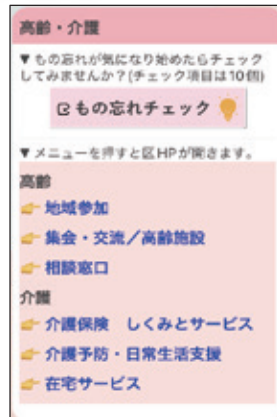 高齢・介護
▼もの忘れが気になり始めたらチェック
してみませんか？(チェック項目は10個)
もの忘れチェック
▼メニューを押すと区HPが開きます。
高齢
地域参加
集会・交流／高齢施設
相談窓口
介護
介護保険　しくみとサービス
介護予防・日常生活支援
在宅サービス